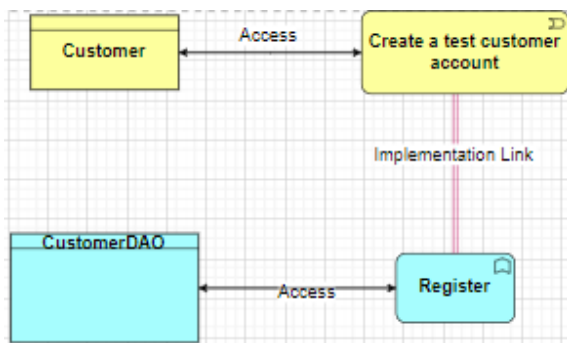 Customer
Access
Create a test customer
account
Implementation Link
CustomerDAO
Access
Register